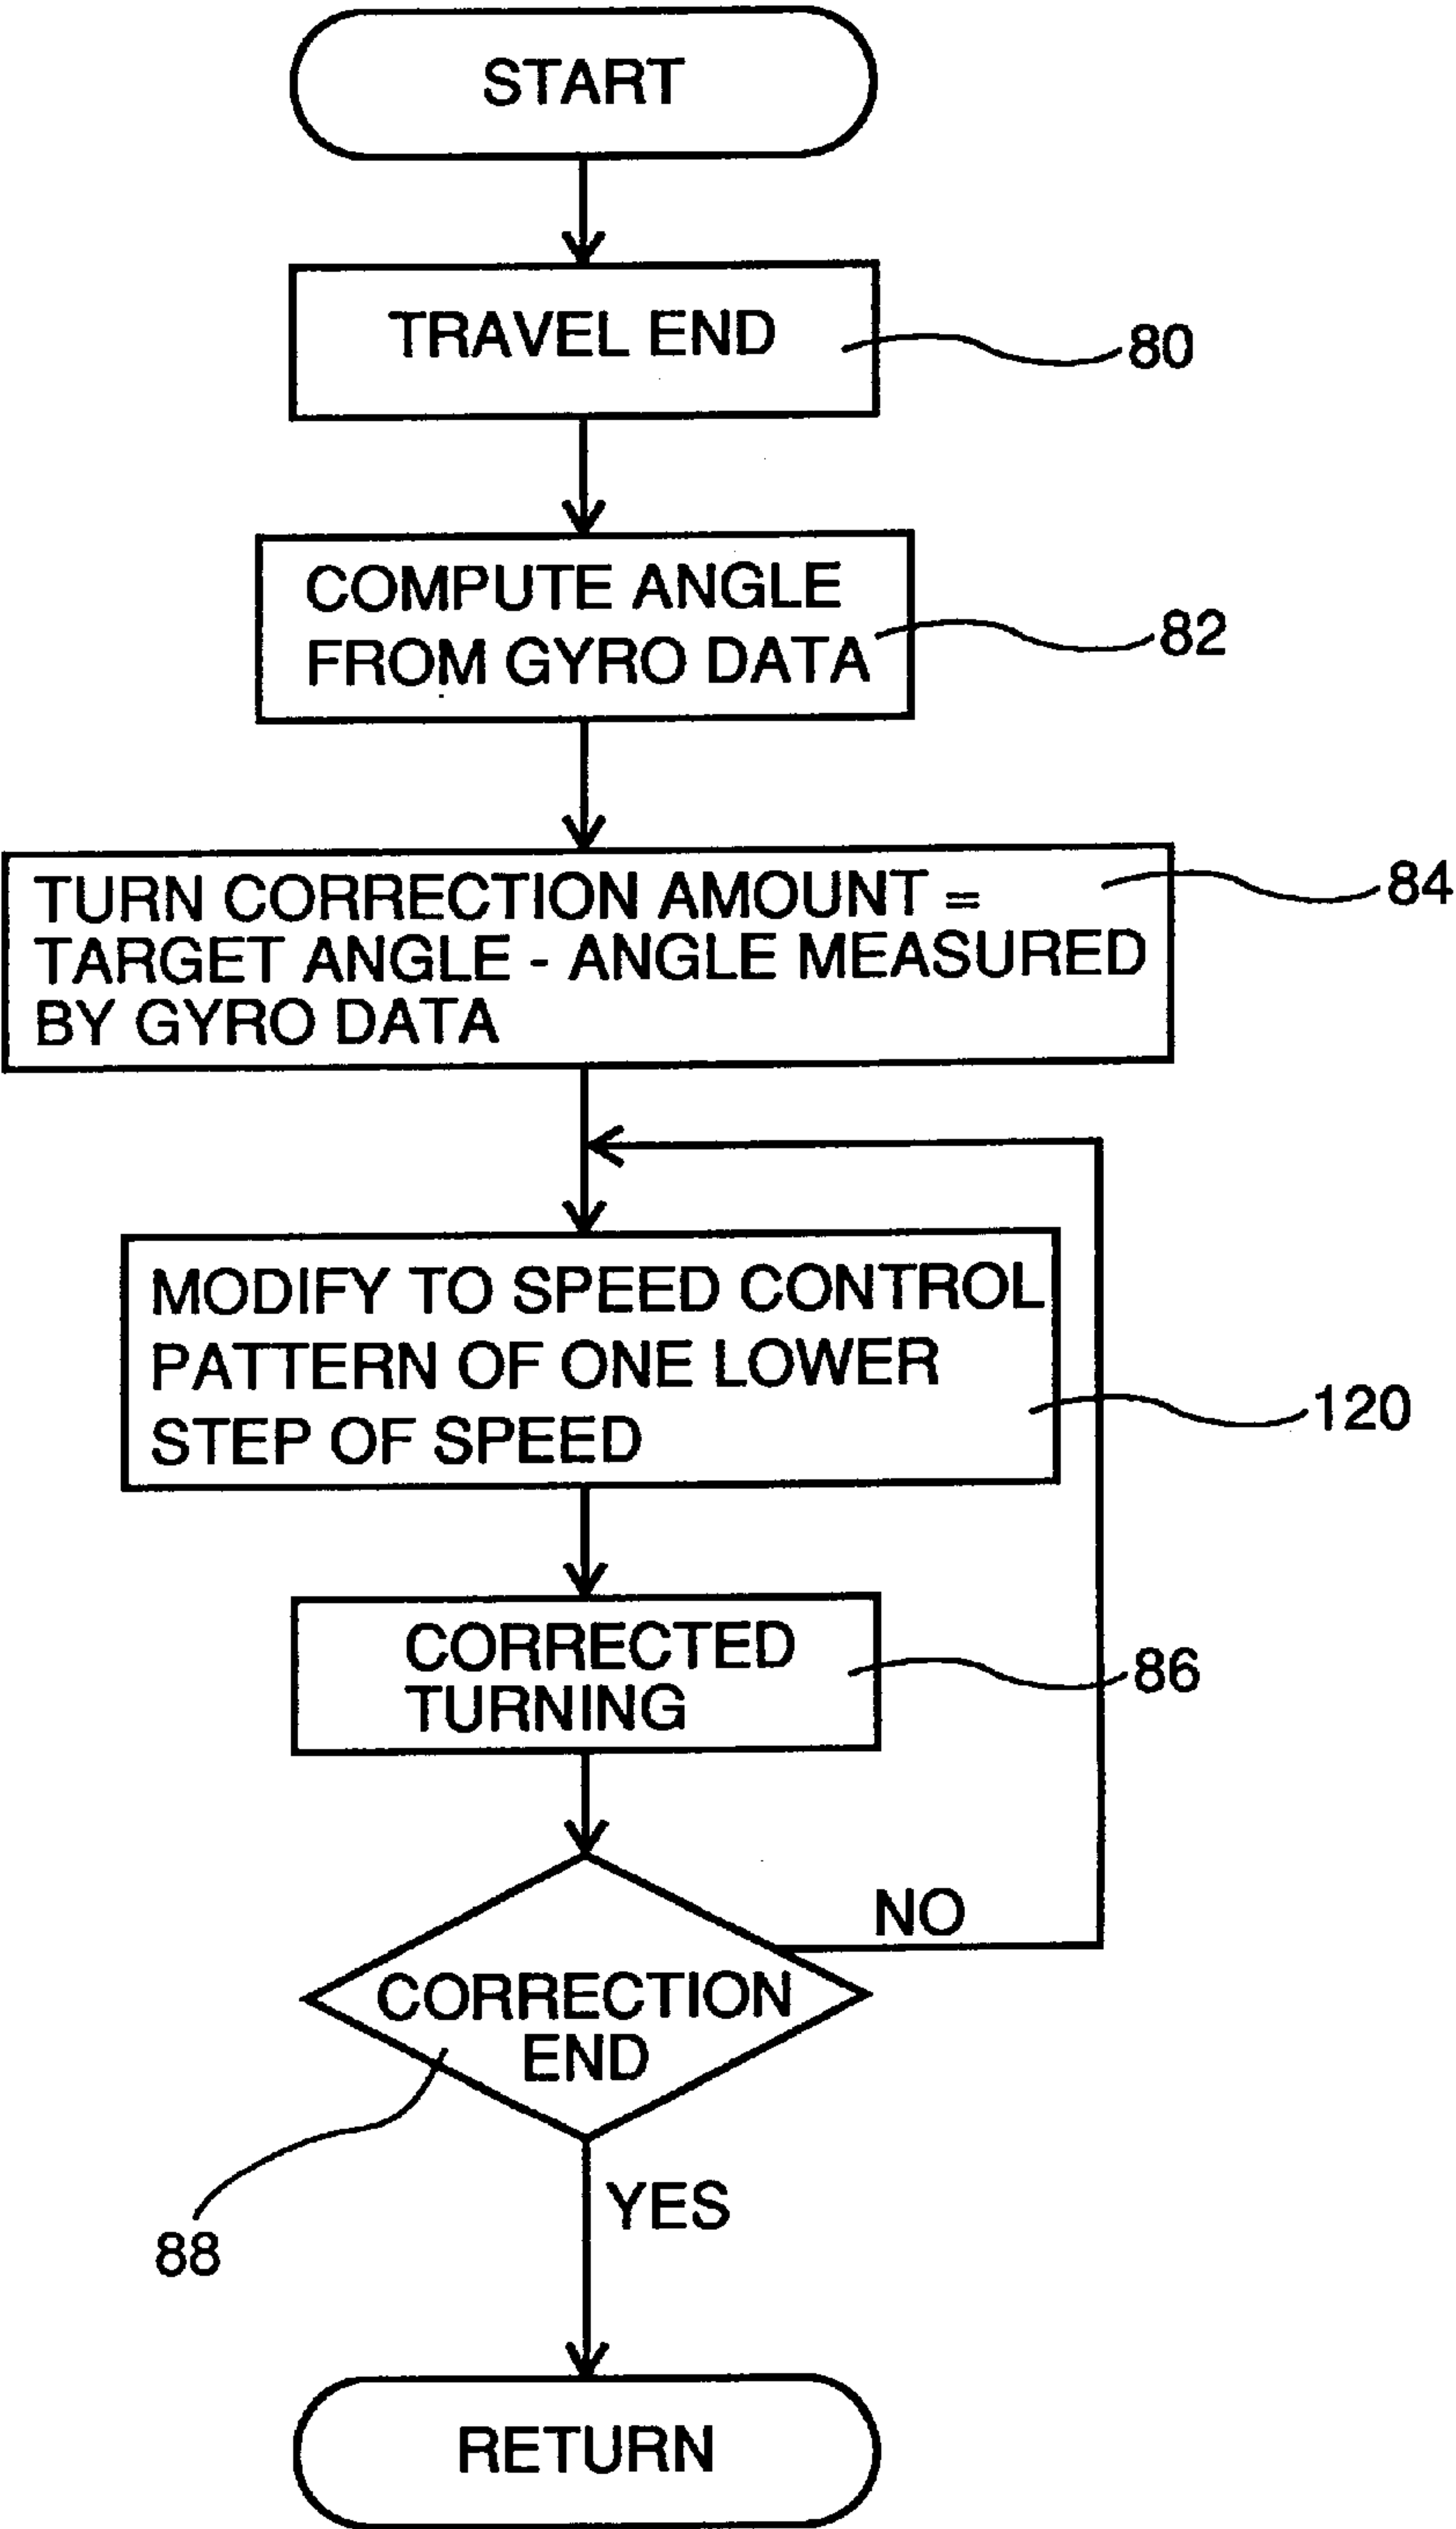 START
TRAVEL END
80
COMPUTE ANGLE
FROM GYRO DATA
82
TURN CORRECTION AMOUNT =
TARGET ANGLE - ANGLE MEASURED
BY GYRO DATA
84
MODIFY TO SPEED CONTROL
PATTERN OF ONE LOWER
STEP OF SPEED
120
CORRECTED
TURNING
86
NO
CORRECTION
END
88
YES
RETURN